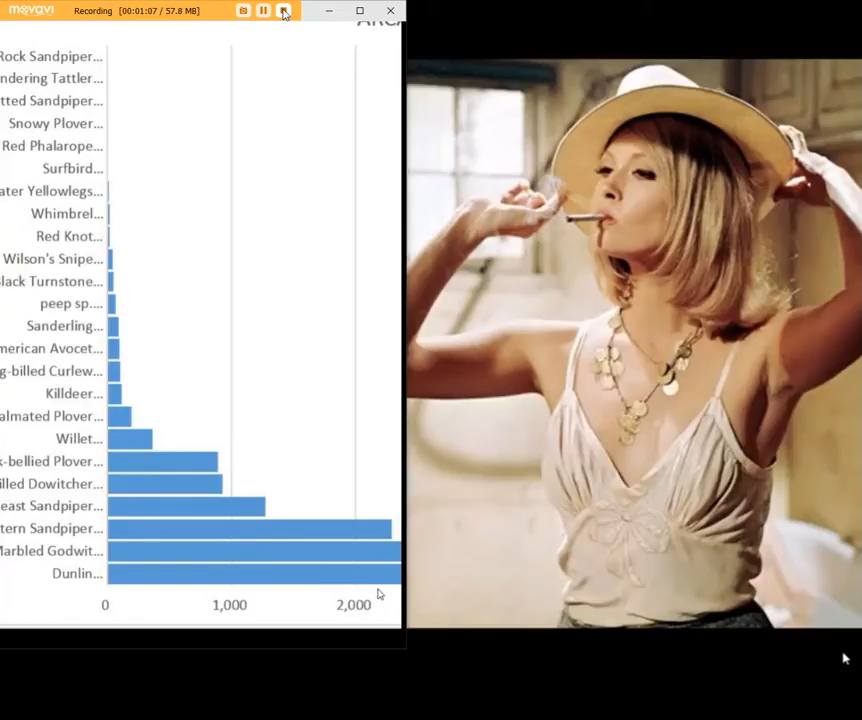 movavi
Recording [00:01:07 / 57.8 MB]
Rock Sandpiper...
ndering Tattler...
tted Sandpiper...
Snowy Plover...
Red Phalarope...
Surfbird...
ater Yellowlegs...
Whimbrel...
Red Knot...
Wilson's Snipe...
Black Turnstone...
peep sp....
Sanderling...
merican Avocet...
g-billed Curlew...
Killdeer...
almated Plover...
Willet...
k-bellied Plover...
illed Dowitcher...
east Sandpiper...
tern Sandpiper...
Marbled Godwit...
Dunlin...
0 1,000 2,000